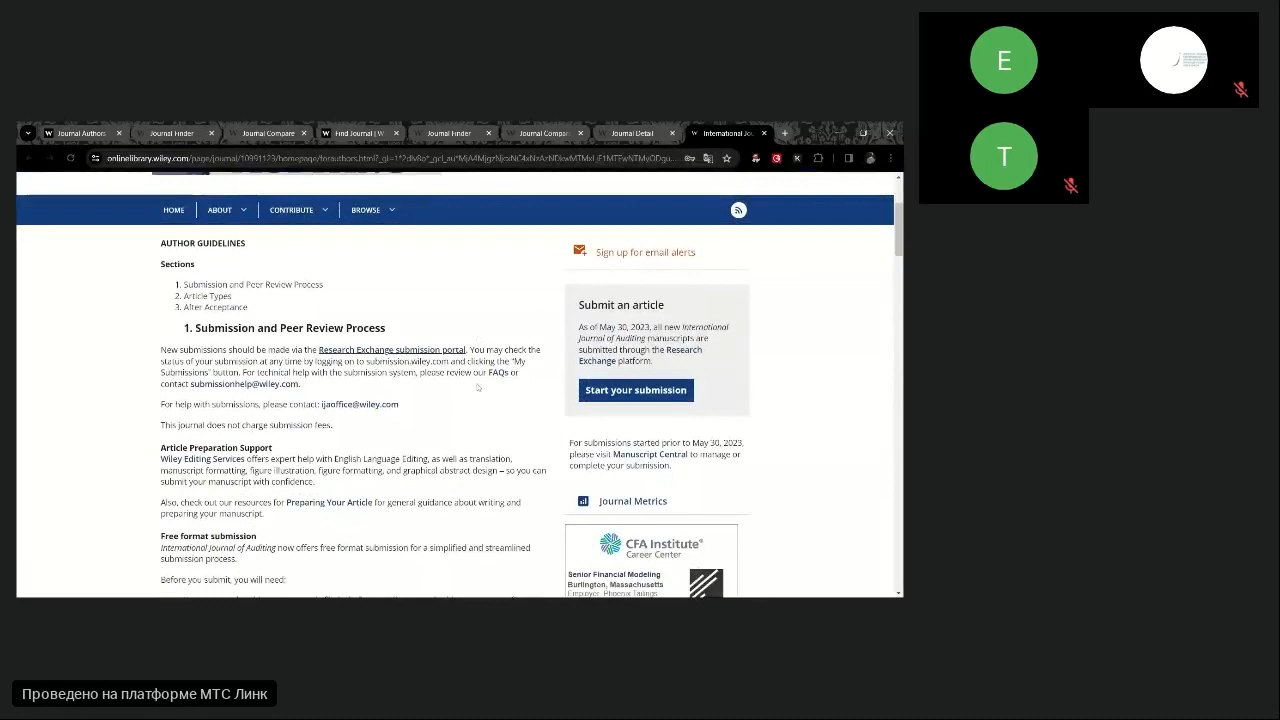 E
T
Journal Authors
Journal Finder
Journal Compare
Find Journal | W
Journal Finder
Journal Compar
Journal Detail
International Jou
onlinelibrary.wiley.com/page/journal/10991123/homepage/forauthors.html
HOME
ABOUT
CONTRIBUTE
BROWSE
AUTHOR GUIDELINES
Sections
1. Submission and Peer Review Process
2. Article Types
3. After Acceptance
1. Submission and Peer Review Process
New submissions should be made via the Research Exchange submission portal. You may check the
status of your submission at any time by logging on to submission.wiley.com and clicking the "My
Submissions" button. For technical help with the submission system, please review our FAQs or
contact submissionhelp@wiley.com.
For help with submissions, please contact: ijaoffice@wiley.com
This journal does not charge submission fees.
Article Preparation Support
Wiley Editing Services offers expert help with English Language Editing, as well as translation,
manuscript formatting, figure illustration, figure formatting, and graphical abstract design – so you can
submit your manuscript with confidence.
Also, check out our resources for Preparing Your Article for general guidance about writing and
preparing your manuscript.
Free format submission
International Journal of Auditing now offers free format submission for a simplified and streamlined
submission process.
Before you submit, you will need:
Sign up for email alerts
Submit an article
As of May 30, 2023, all new International
Journal of Auditing manuscripts are
submitted through the Research
Exchange platform.
Start your submission
For submissions started prior to May 30, 2023,
please visit Manuscript Central to manage or
complete your submission.
Journal Metrics
CFA Institute®
Career Center
Senior Financial Modeling
Burlington, Massachusetts
Employer: Phoenix Tailings
Проведено на платформе МТС Линк